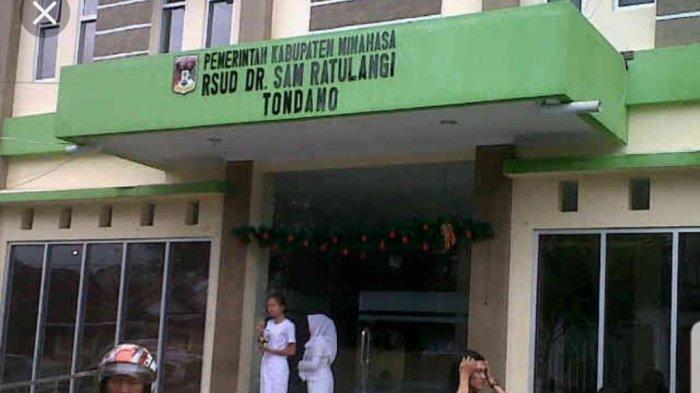 PEMERINTAH KABUPATEN MINAHASA
RSUD DR. SAM RATULANGI
TONDANO